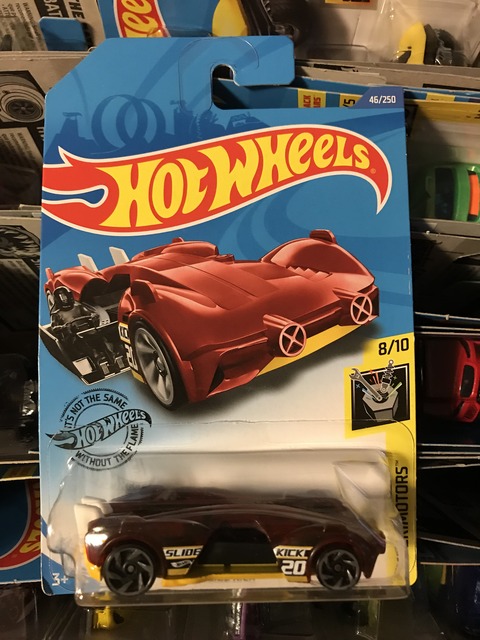 46/250
HOT WHEELS
®
8/10
IT'S NOT THE SAME
HOT WHEELS
WITHOUT THE FLAME
SLIDE
KICK
20
3+